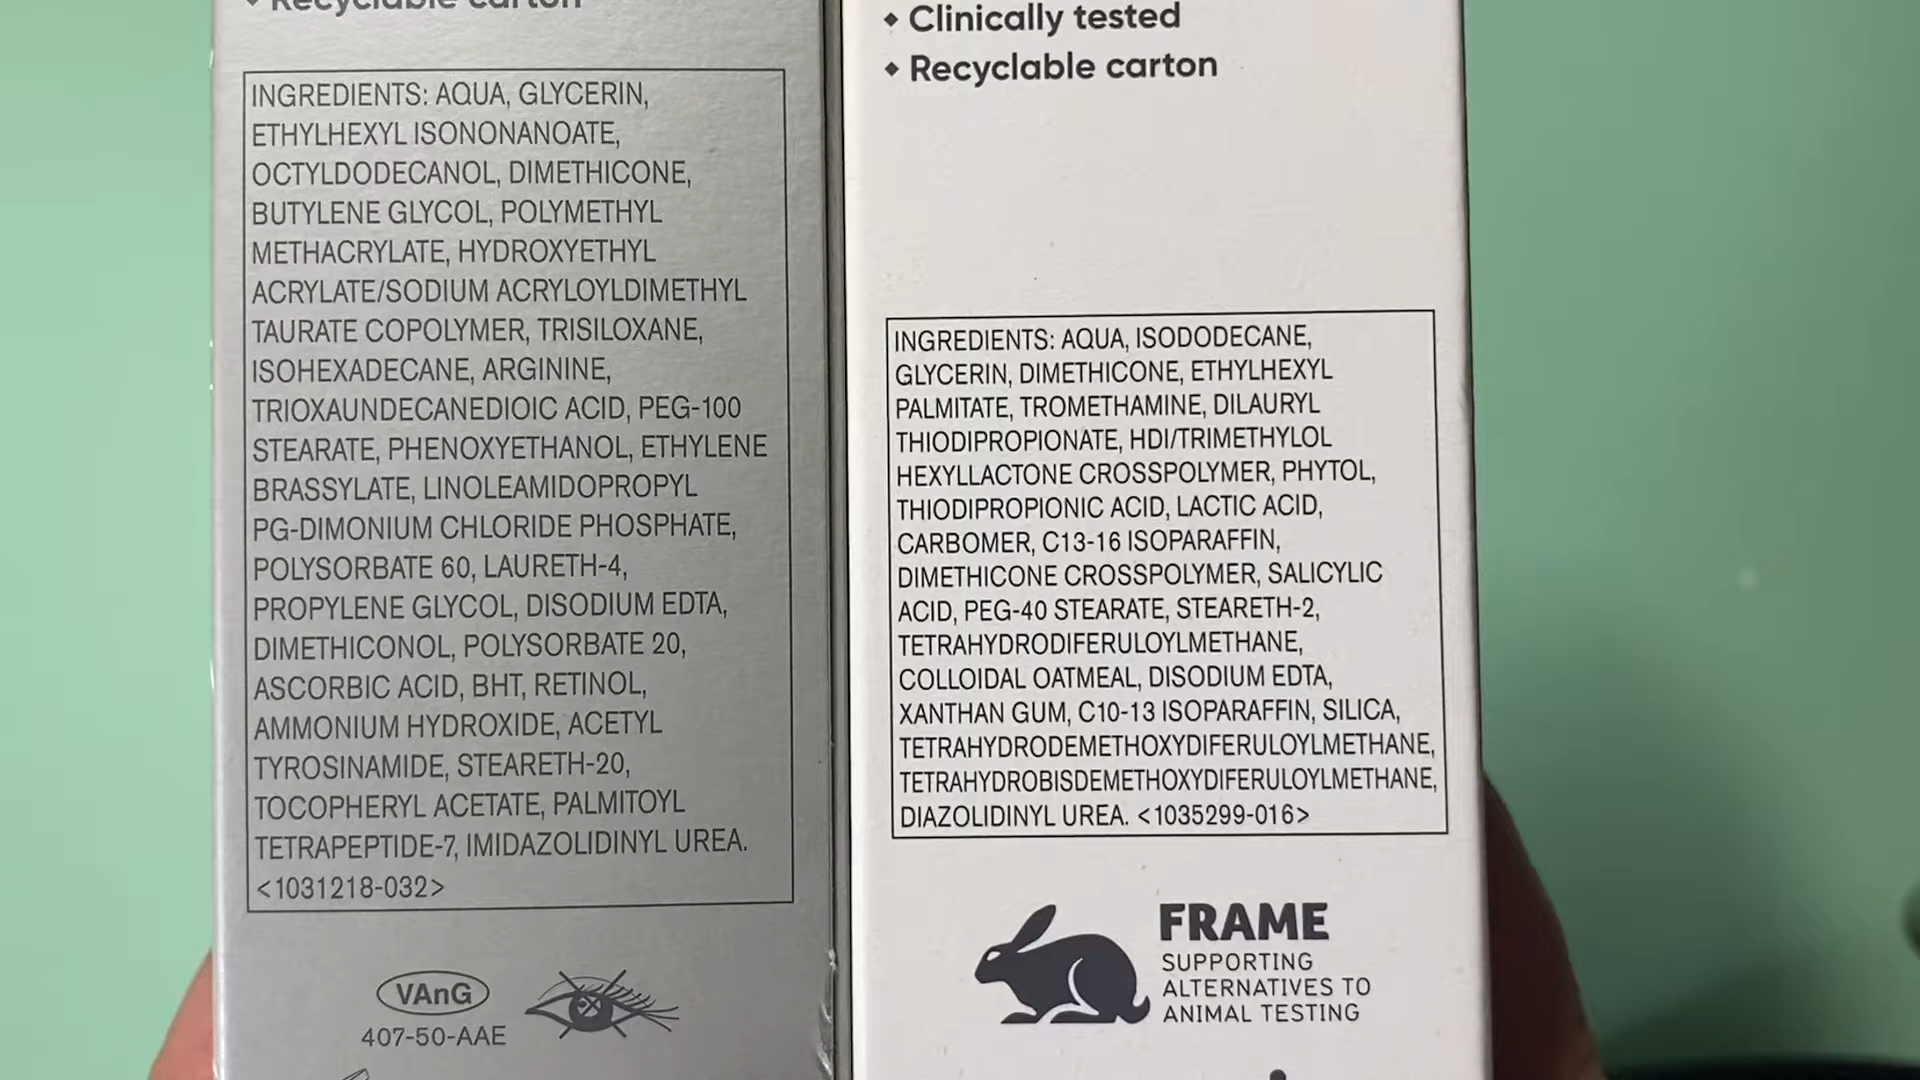 Recyclable carton
INGREDIENTS: AQUA, GLYCERIN,
ETHYLHEXYL ISONONANOATE,
OCTYLDODECANOL, DIMETHICONE,
BUTYLENE GLYCOL, POLYMETHYL
METHACRYLATE, HYDROXYETHYL
ACRYLATE/SODIUM ACRYLOYLDIMETHYL
TAURATE COPOLYMER, TRISILOXANE,
ISOHEXADECANE, ARGININE,
TRIOXAUNDECANEDIOIC ACID, PEG-100
STEARATE, PHENOXYETHANOL, ETHYLENE
BRASSYLATE, LINOLEAMIDOPROPYL
PG-DIMONIUM CHLORIDE PHOSPHATE,
POLYSORBATE 60, LAURETH-4,
PROPYLENE GLYCOL, DISODIUM EDTA,
DIMETHICONOL, POLYSORBATE 20,
ASCORBIC ACID, BHT, RETINOL,
AMMONIUM HYDROXIDE, ACETYL
TYROSINAMIDE, STEARETH-20,
TOCOPHERYL ACETATE, PALMITOYL
TETRAPEPTIDE-7, IMIDAZOLIDINYL UREA.
<1031218-032>
VAnG
407-50-AAE
Clinically tested
Recyclable carton
INGREDIENTS: AQUA, ISODODECANE,
GLYCERIN, DIMETHICONE, ETHYLHEXYL
PALMITATE, TROMETHAMINE, DILAURYL
THIODIPROPIONATE, HDI/TRIMETHYLOL
HEXYLLACTONE CROSSPOLYMER, PHYTOL,
THIODIPROPIONIC ACID, LACTIC ACID,
CARBOMER, C13-16 ISOPARAFFIN,
DIMETHICONE CROSSPOLYMER, SALICYLIC
ACID, PEG-40 STEARATE, STEARETH-2,
TETRAHYDRODIFERULOYLMETHANE,
COLLOIDAL OATMEAL, DISODIUM EDTA,
XANTHAN GUM, C10-13 ISOPARAFFIN, SILICA,
TETRAHYDRODEMETHOXYDIFERULOYLMETHANE,
TETRAHYDROBISDEMETHOXYDIFERULOYLMETHANE,
DIAZOLIDINYL UREA. <1035299-016>
FRAME
SUPPORTING
ALTERNATIVES TO
ANIMAL TESTING